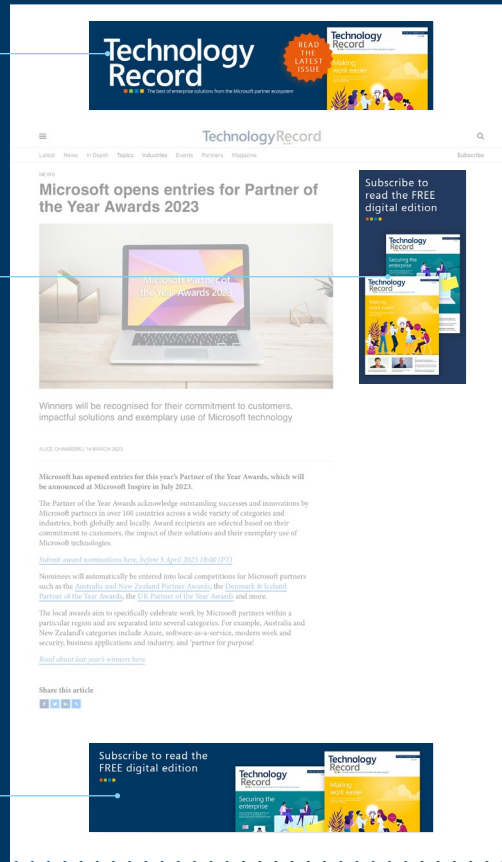 Technology
Record
The best of enterprise solutions from the Microsoft partner ecosystem
READ
THE
LATEST
ISSUE
Technology
Record
Making
work easier
Technology Record
Latest News In Depth Topics Industries Events Partners Magazine Subscribe
NEWS
Microsoft opens entries for Partner of
the Year Awards 2023
Microsoft Partner of
the Year Awards 2023
Subscribe to
read the FREE
digital edition
Technology
Record
Securing the
enterprise
Technology
Record
Making
work easier
Winners will be recognised for their commitment to customers,
impactful solutions and exemplary use of Microsoft technology
ALICE CHAMBERS | 14 MARCH 2023
Microsoft has opened entries for this year's Partner of the Year Awards, which will
be announced at Microsoft Inspire in July 2023.
The Partner of the Year Awards acknowledge outstanding successes and innovations by
Microsoft partners in over 100 countries across a wide variety of categories and
industries, both globally and locally. Award recipients are selected based on their
commitment to customers, the impact of their solutions and their exemplary use of
Microsoft technologies.
Submit award nominations here, before 5 April 2023 18:00 (PT)
Nominees will automatically be entered into local competitions for Microsoft partners
such as the Australia and New Zealand Partner Awards, the Denmark & Iceland
Partner of the Year Awards, the UK Partner of the Year Awards and more.
The local awards aim to specifically celebrate work by Microsoft partners within a
particular region and are separated into several categories. For example, Australia and
New Zealand's categories include Azure, software-as-a-service, modern work and
security, business applications and industry, and 'partner for purpose'.
Read about last year's winners here.
Share this article
Subscribe to read the
FREE digital edition
Technology
Record
Securing the
enterprise
Technology
Record
Making
work easier